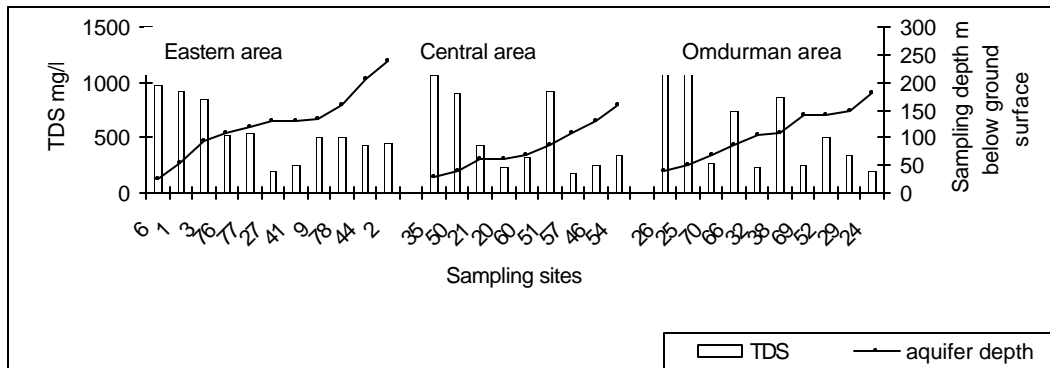 1500
1000
500
0
TDS mg/l
Eastern area
Central area
Omdurman area
300
250
200
150
100
50
0
Sampling depth m
below ground
surface
6 1 3 76 77 27 41 9 78 44 2 35 50 21 20 60 51 57 46 54 26 25 70 66 32 38 69 52 29 24
Sampling sites
TDS
aquifer depth